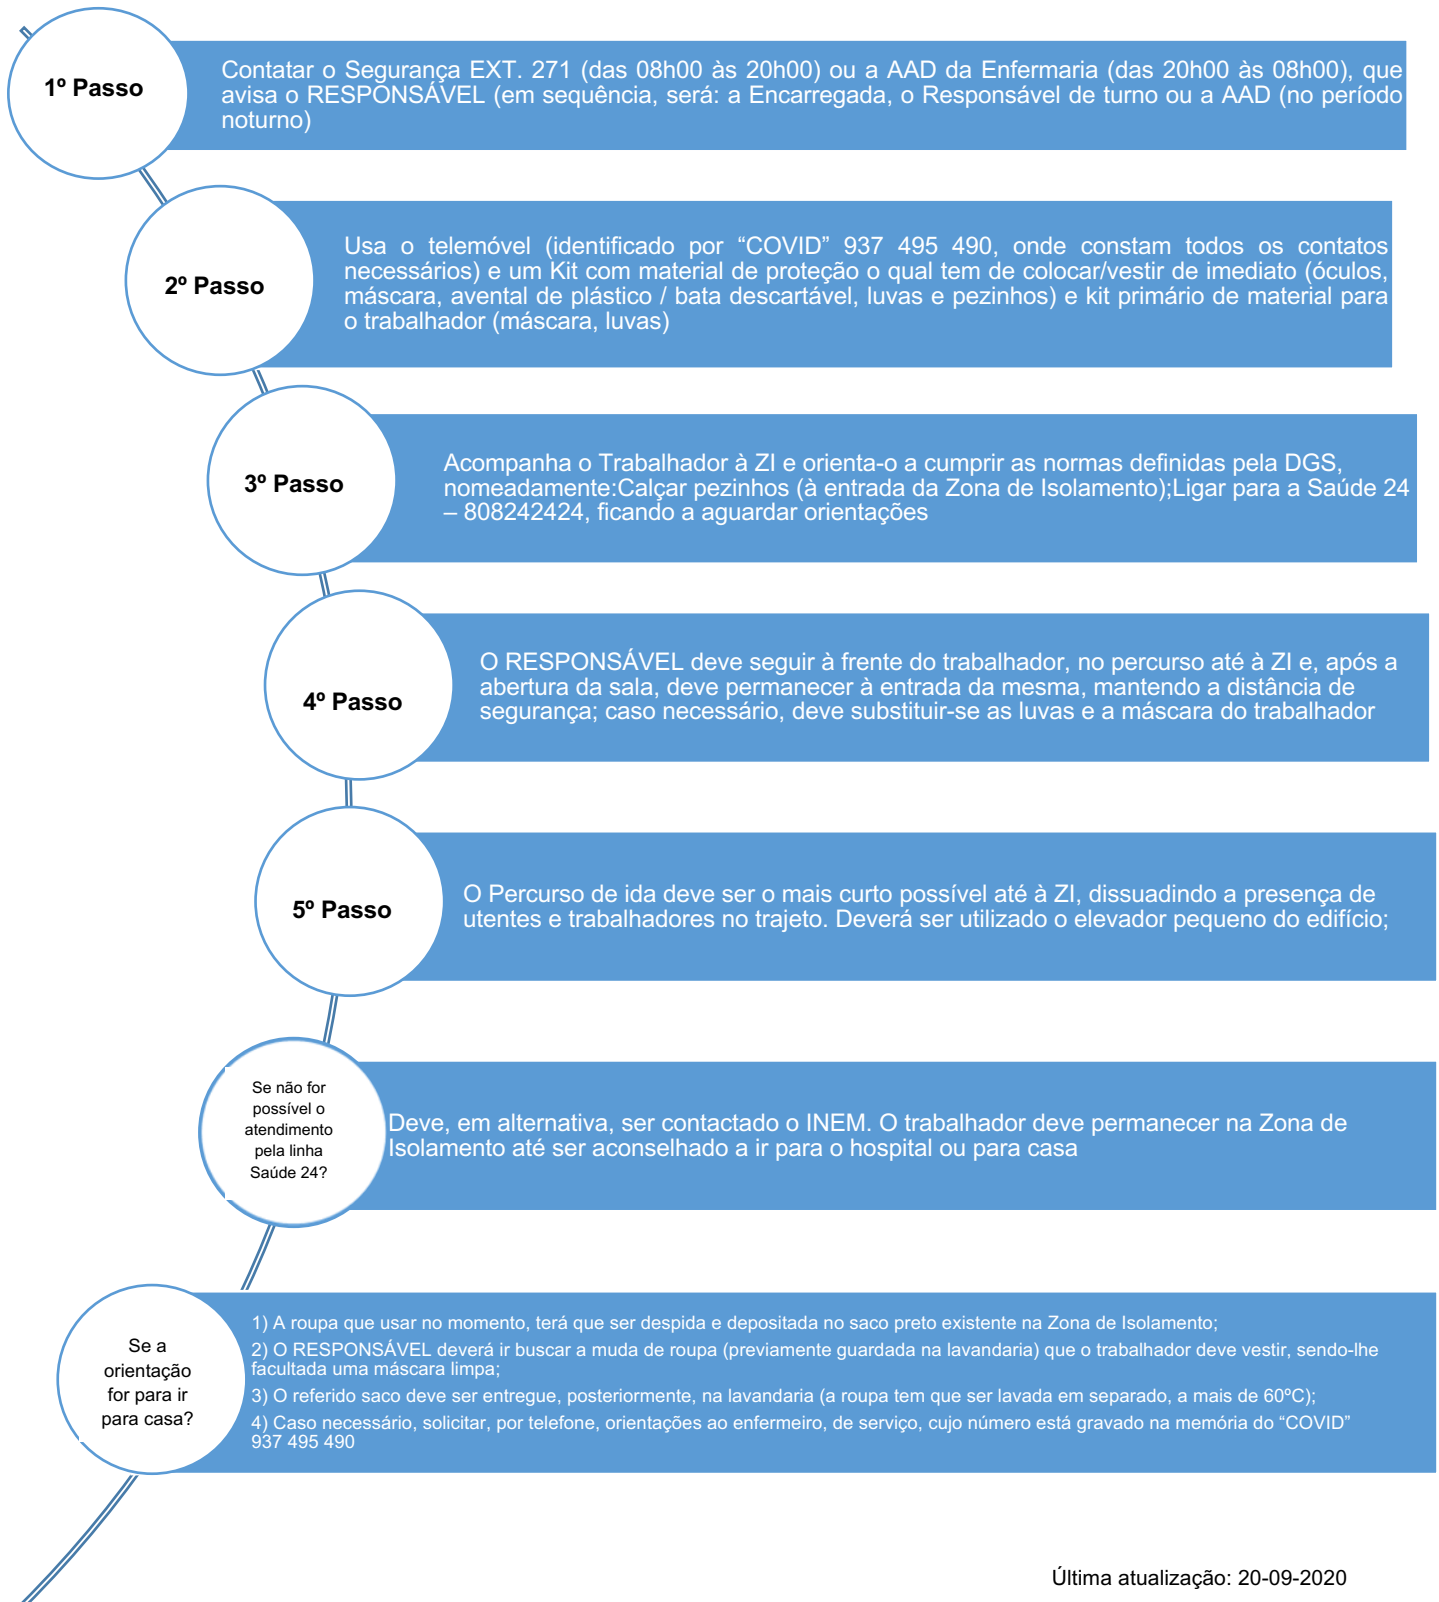 1º Passo
Contatar o Segurança EXT. 271 (das 08h00 às 20h00) ou a AAD da Enfermaria (das 20h00 às 08h00), que
avisa o RESPONSÁVEL (em sequência, será: a Encarregada, o Responsável de turno ou a AAD (no período
noturno)
2º Passo
Usa o telemóvel (identificado por “COVID” 937 495 490, onde constam todos os contatos
necessários) e um Kit com material de proteção o qual tem de colocar/vestir de imediato (óculos,
máscara, avental de plástico / bata descartável, luvas e pezinhos) e kit primário de material para
o trabalhador (máscara, luvas)
3º Passo
Acompanha o Trabalhador à ZI e orienta-o a cumprir as normas definidas pela DGS,
nomeadamente:Calçar pezinhos (à entrada da Zona de Isolamento);Ligar para a Saúde 24
– 808242424, ficando a aguardar orientações
4º Passo
O RESPONSÁVEL deve seguir à frente do trabalhador, no percurso até à ZI e, após a
abertura da sala, deve permanecer à entrada da mesma, mantendo a distância de
segurança; caso necessário, deve substituir-se as luvas e a máscara do trabalhador
5º Passo
O Percurso de ida deve ser o mais curto possível até à ZI, dissuadindo a presença de
utentes e trabalhadores no trajeto. Deverá ser utilizado o elevador pequeno do edifício;
Se não for
possível o
atendimento
pela linha
Saúde 24?
Deve, em alternativa, ser contactado o INEM. O trabalhador deve permanecer na Zona de
Isolamento até ser aconselhado a ir para o hospital ou para casa
Se a
orientação
for para ir
para casa?
1) A roupa que usar no momento, terá que ser despida e depositada no saco preto existente na Zona de Isolamento;
2) O RESPONSÁVEL deverá ir buscar a muda de roupa (previamente guardada na lavandaria) que o trabalhador deve vestir, sendo-lhe
facultada uma máscara limpa;
3) O referido saco deve ser entregue, posteriormente, na lavandaria (a roupa tem que ser lavada em separado, a mais de 60ºC);
4) Caso necessário, solicitar, por telefone, orientações ao enfermeiro, de serviço, cujo número está gravado na memória do “COVID”
937 495 490
Última atualização: 20-09-2020